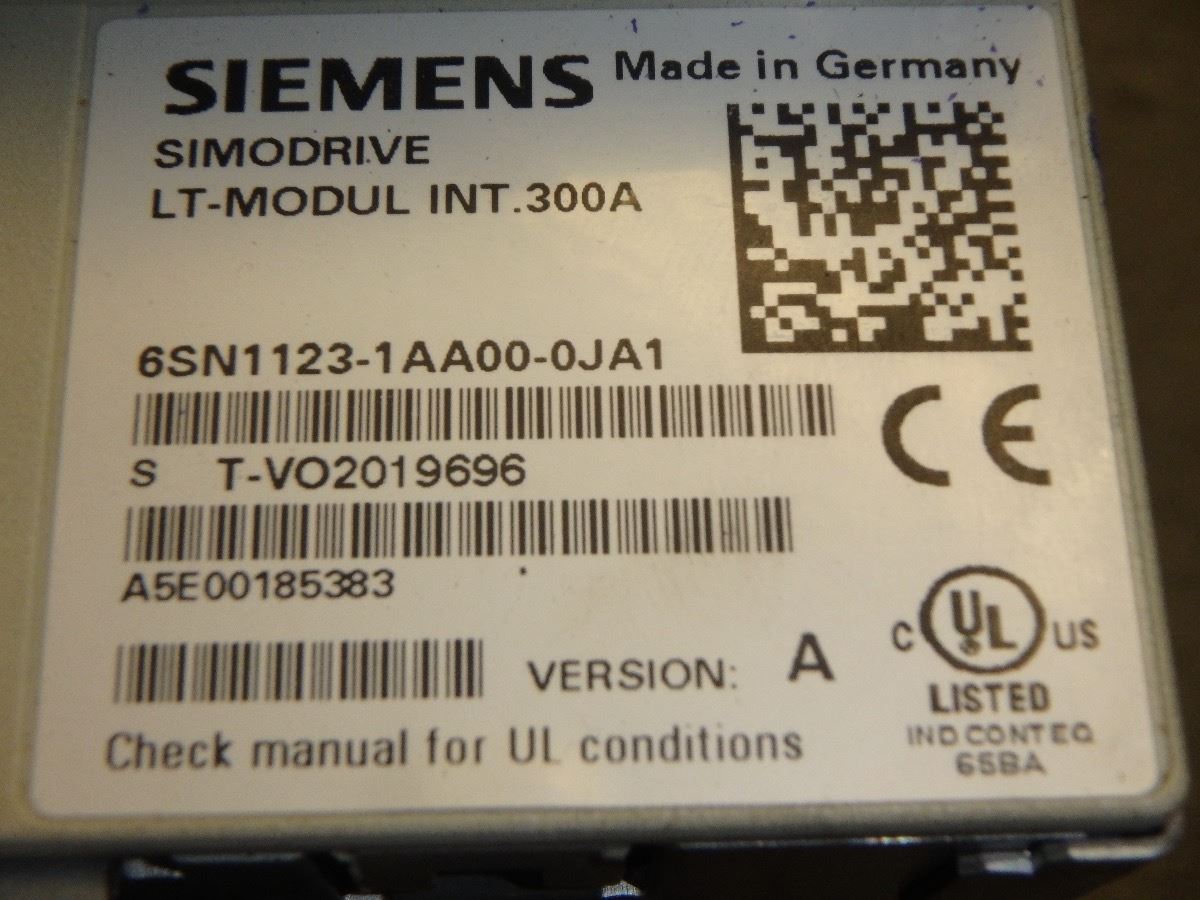 SIEMENS Made in Germany
SIMODRIVE
LT-MODUL INT.300A
6SN1123-1AA00-0JA1
CE
S T-VO2019696
A5E00185383
C UL US
VERSION: A
LISTED
IND CONT EQ
65BA
Check manual for UL conditions